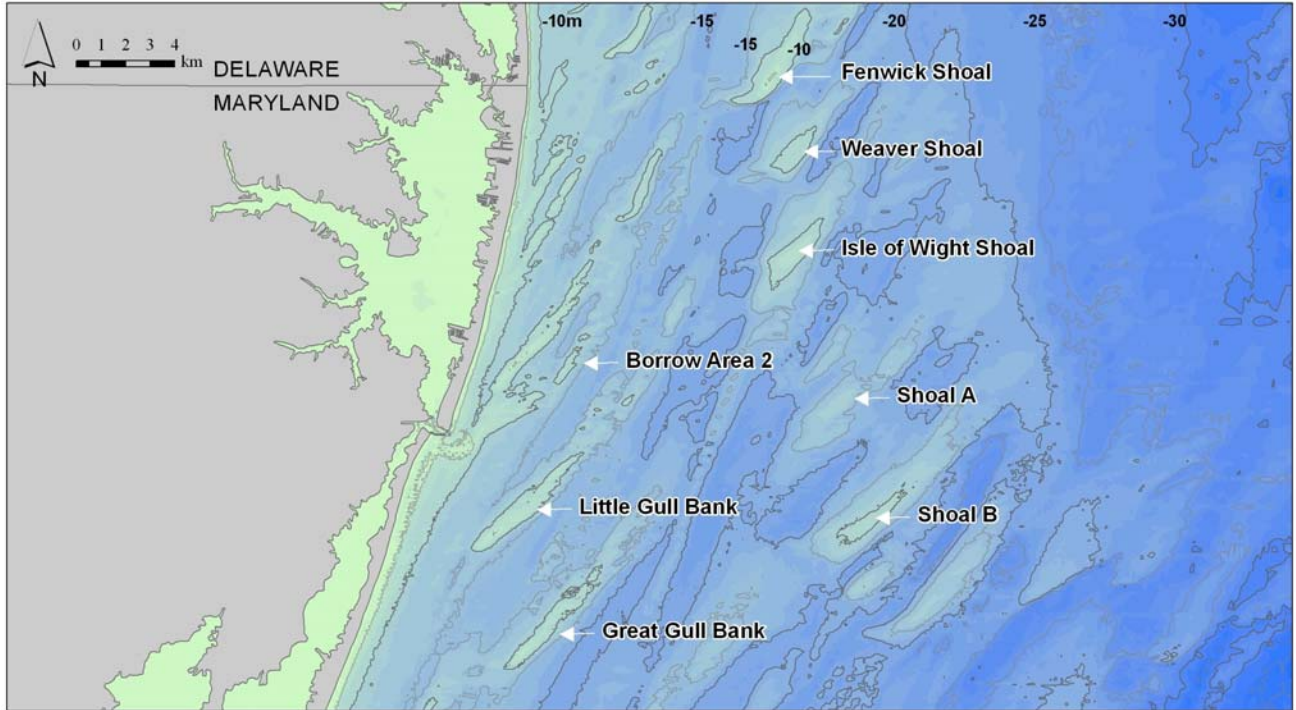 -10m
-15
-20
-25
-30
-15
-10
0 1 2 3 4
km
N
DELAWARE
MARYLAND
Fenwick Shoal
Weaver Shoal
Isle of Wight Shoal
Borrow Area 2
Shoal A
Little Gull Bank
Shoal B
Great Gull Bank